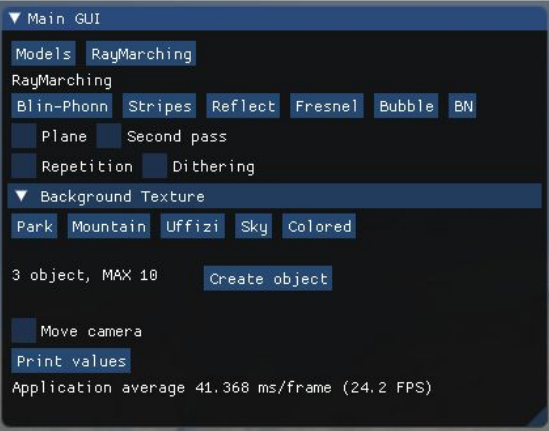 Main GUI
Models RayMarching
RayMarching
Blin-Phonn Stripes Reflect Fresnel Bubble BN
Plane Second pass
Repetition Dithering
Background Texture
Park Mountain Uffizi Sky Colored
3 object, MAX 10 Create object
Move camera
Print values
Application average 41.368 ms/frame (24.2 FPS)